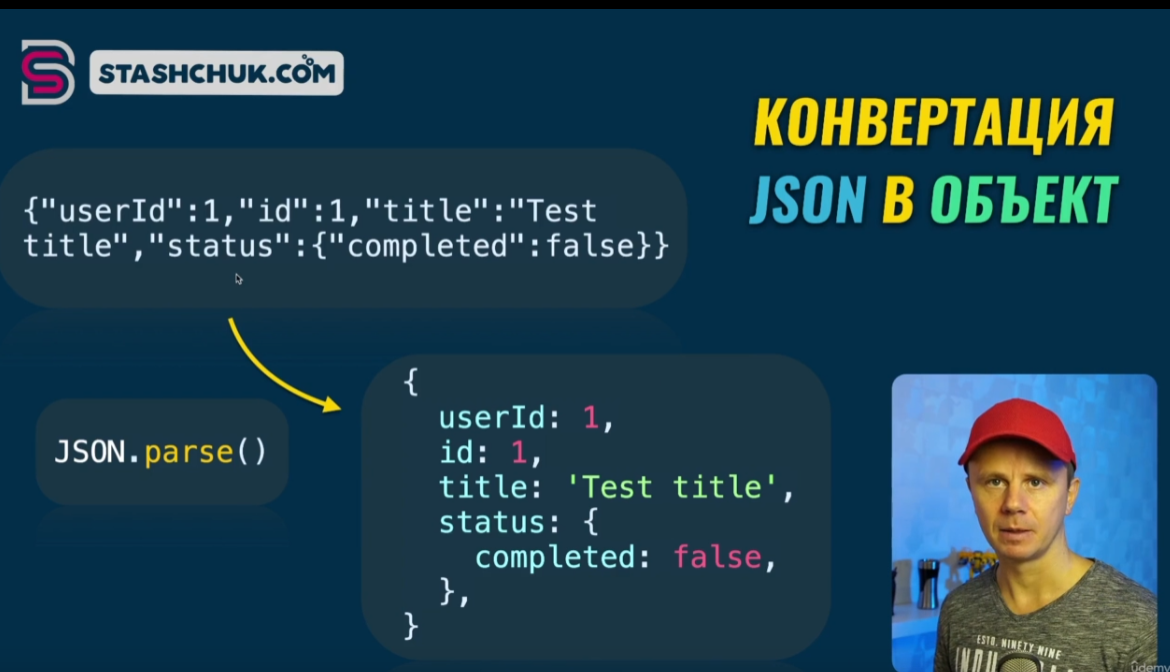 STASHCHUK.COM
КОНВЕРТАЦИЯ
JSON В ОБЪЕКТ
{"userId":1,"id":1,"title":"Test
title","status":{"completed":false}}
JSON.parse()
{
userId: 1,
id: 1,
title: 'Test title',
status: {
completed: false,
},
}
ESTD. NINETY NINE
ûdemy